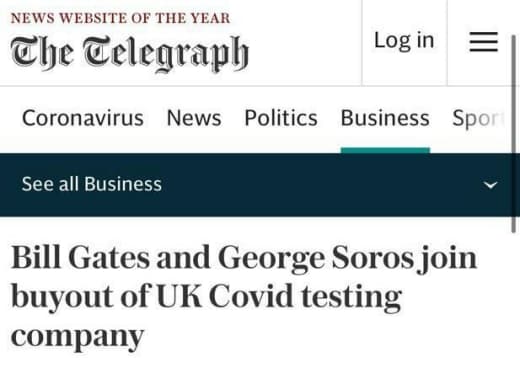 NEWS WEBSITE OF THE YEAR
The Telegraph
Log in
Coronavirus News Politics Business Spor
See all Business
Bill Gates and George Soros join
buyout of UK Covid testing
company